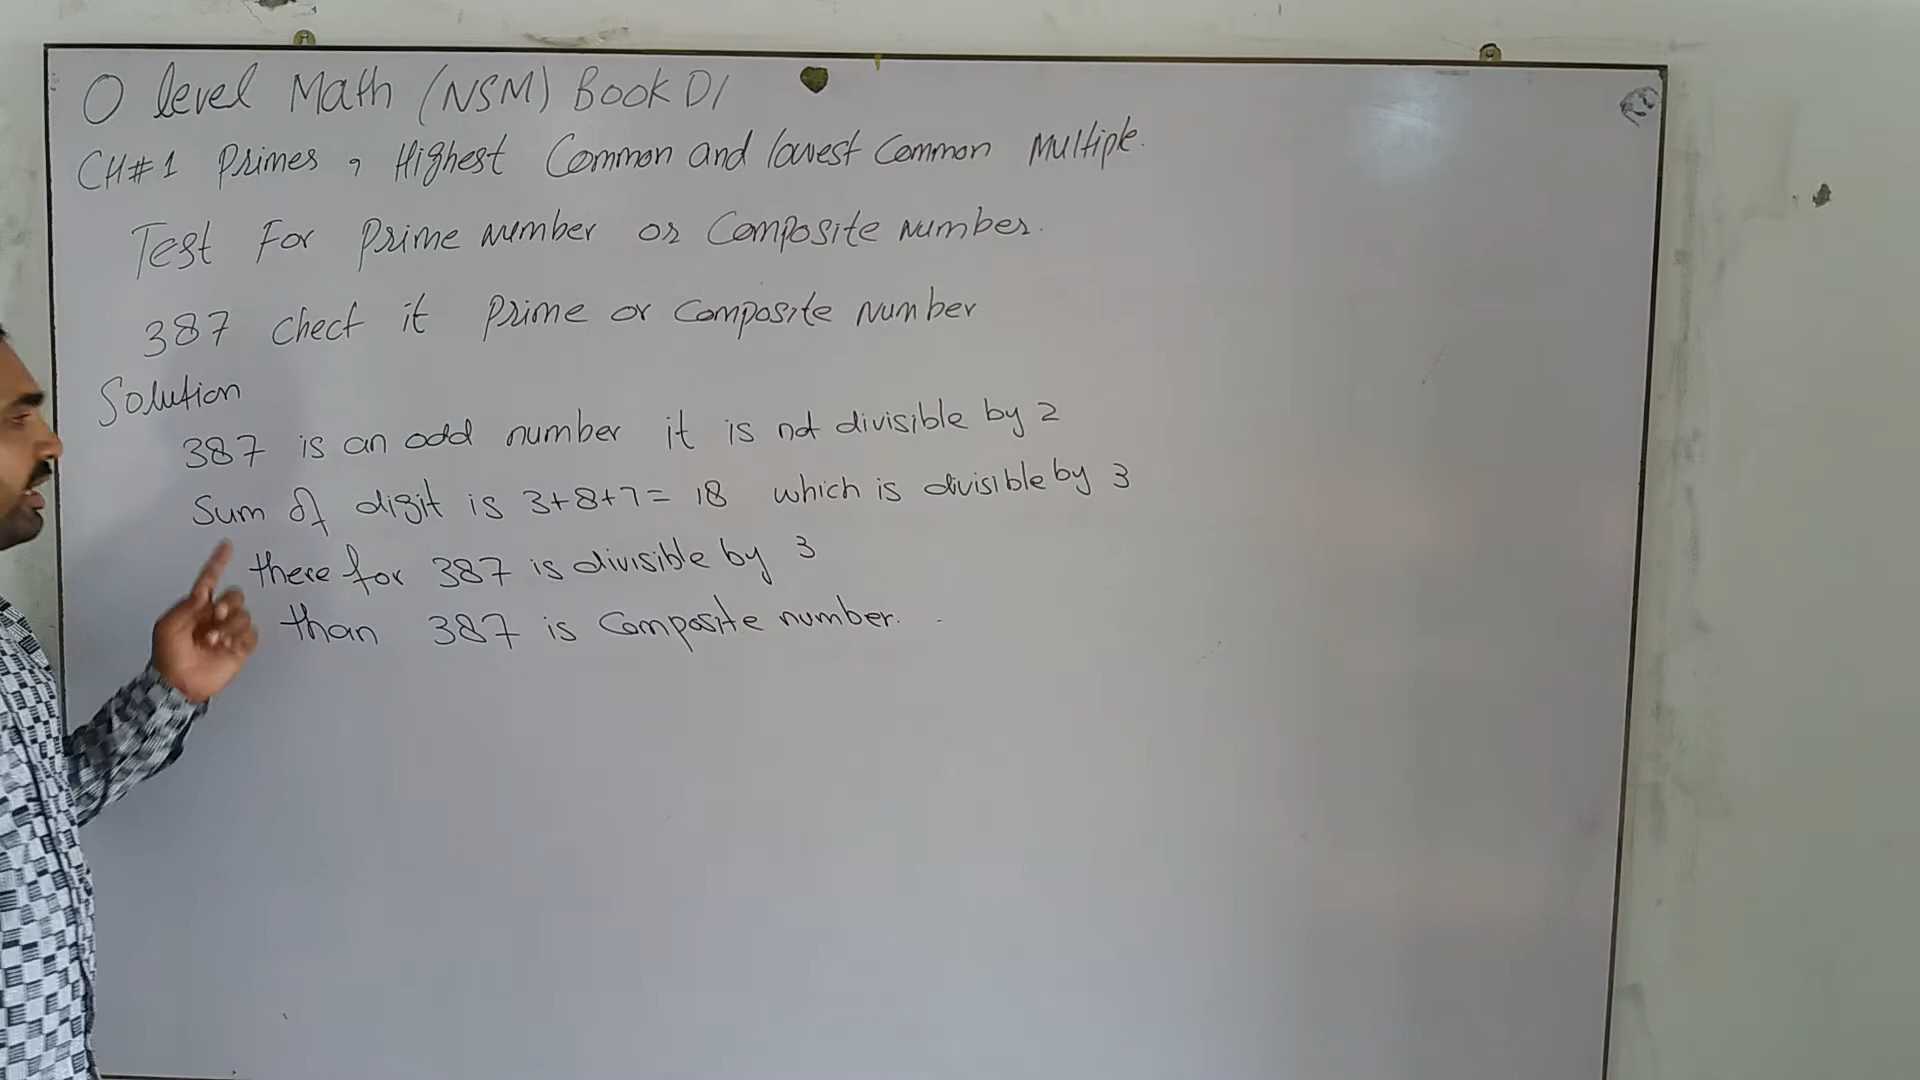 O level Math (NSM) Book D1
CH#1 Primes, Highest Common and lowest Common Multiple.
Test For Prime number or Composite number.
387 chect it Prime or Composite number
Solution
387 is an odd number it is not divisible by 2
Sum of digit is 3+8+7= 18 which is divisible by 3
there for 387 is divisible by 3
than 387 is Composite number.